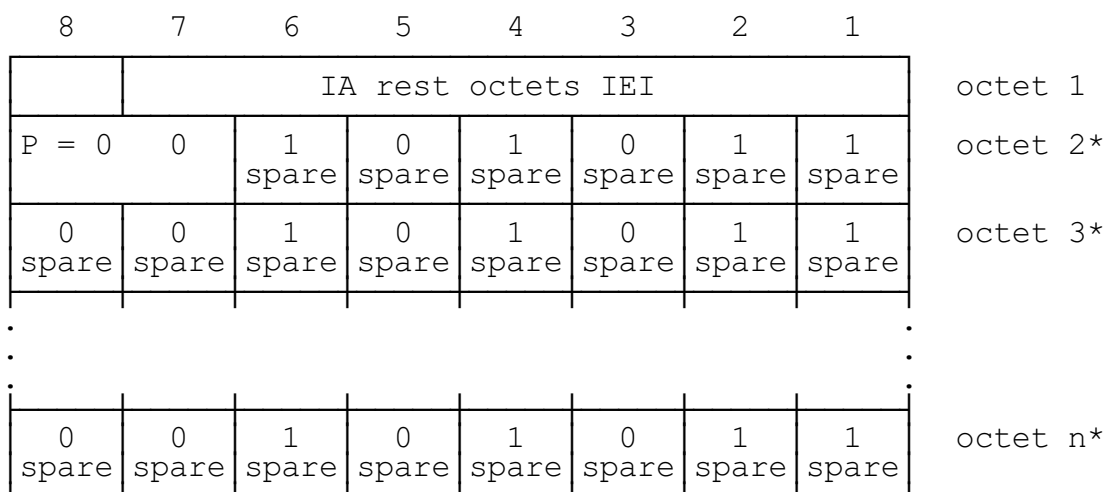 8 7 6 5 4 3 2 1
IA rest octets IEI octet 1
P = 0 0 1 0 1 0 1 1 octet 2*
spare spare spare spare spare spare
0 0 1 0 1 0 1 1 octet 3*
spare spare spare spare spare spare spare spare
0 0 1 0 1 0 1 1 octet n*
spare spare spare spare spare spare spare spare